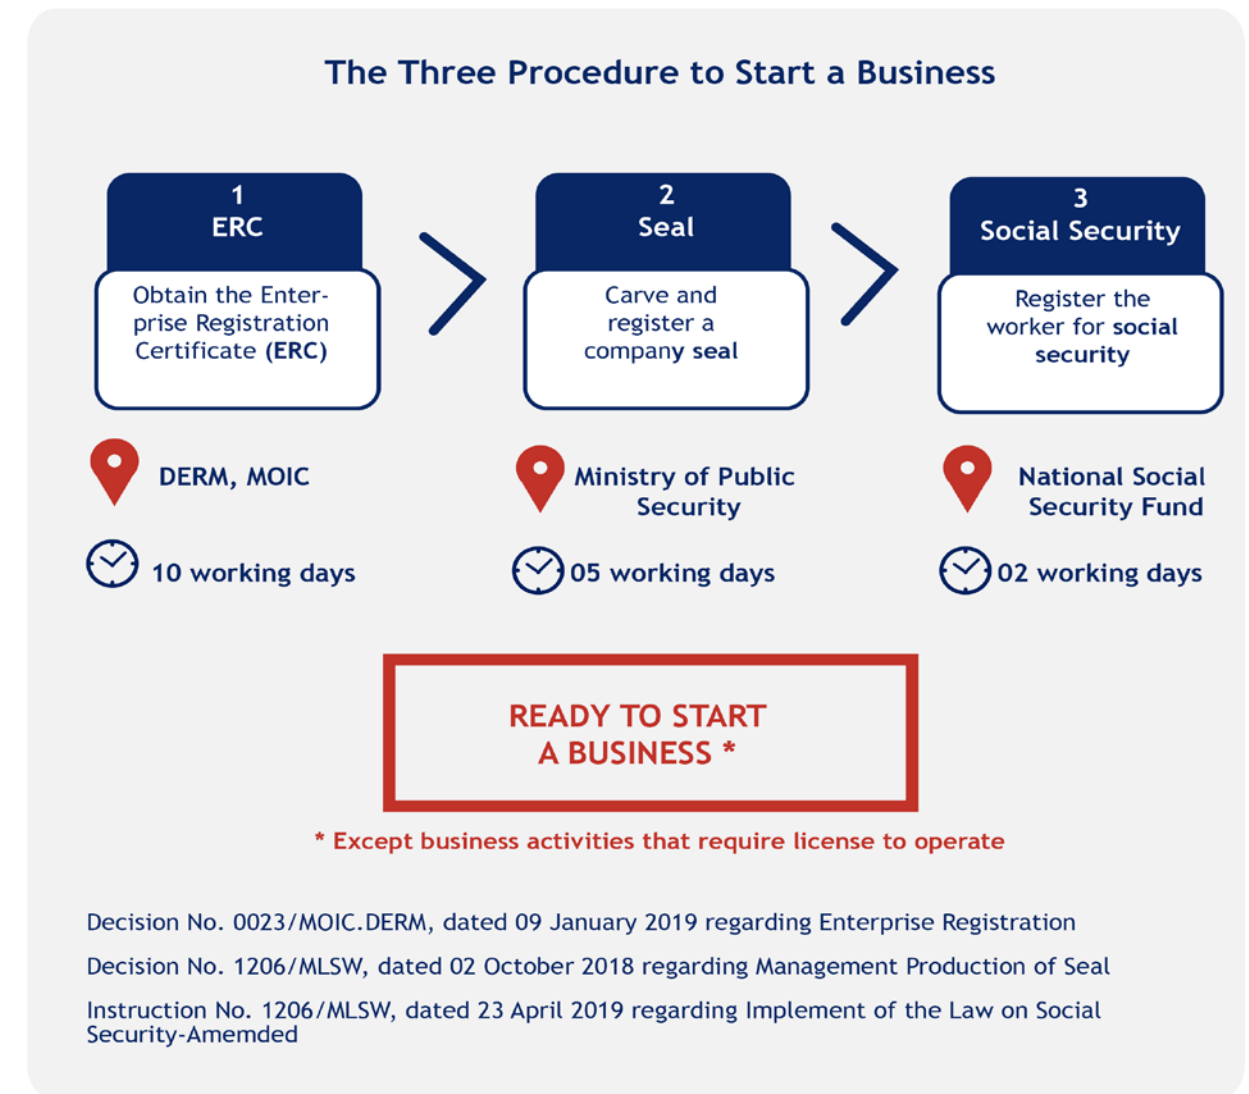 The Three Procedure to Start a Business
1
ERC
Obtain the Enter-
prise Registration
Certificate (ERC)
DERM, MOIC
10 working days
2
Seal
Carve and
register a
company seal
Ministry of Public
Security
05 working days
3
Social Security
Register the
worker for social
security
National Social
Security Fund
02 working days
READY TO START
A BUSINESS *
* Except business activities that require license to operate
Decision No. 0023/MOIC.DERM, dated 09 January 2019 regarding Enterprise Registration
Decision No. 1206/MLSW, dated 02 October 2018 regarding Management Production of Seal
Instruction No. 1206/MLSW, dated 23 April 2019 regarding Implement of the Law on Social
Security-Amemded